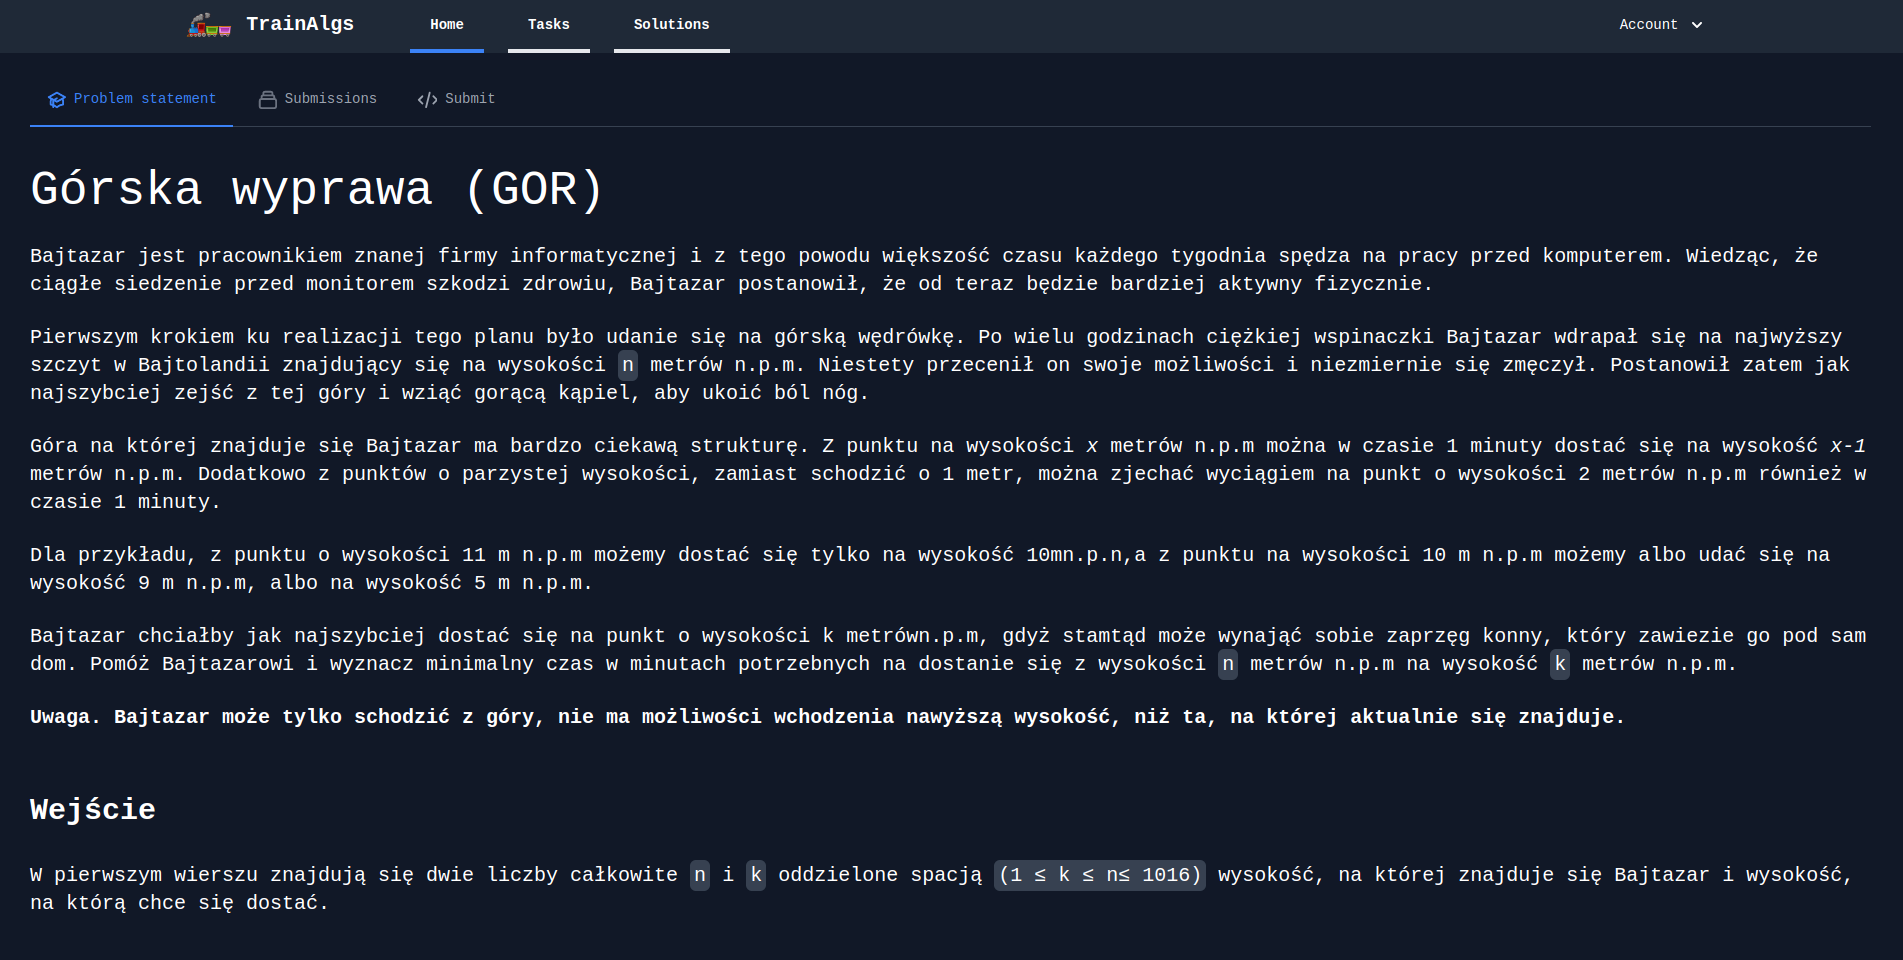 TrainAlgs Home Tasks Solutions Account
Problem statement Submissions Submit
Górska wyprawa (GOR)
Bajtazar jest pracownikiem znanej firmy informatycznej i z tego powodu większość czasu każdego tygodnia spędza na pracy przed komputerem. Wiedząc, że
ciągłe siedzenie przed monitorem szkodzi zdrowiu, Bajtazar postanowił, że od teraz będzie bardziej aktywny fizycznie.
Pierwszym krokiem ku realizacji tego planu było udanie się na górską wędrówkę. Po wielu godzinach ciężkiej wspinaczki Bajtazar wdrapał się na najwyższy
szczyt w Bajtolandii znajdujący się na wysokości n metrów n.p.m. Niestety przecenił on swoje możliwości i niezmiernie się zmęczył. Postanowił zatem jak
najszybciej zejść z tej góry i wziąć gorącą kąpiel, aby ukoić ból nóg.
Góra na której znajduje się Bajtazar ma bardzo ciekawą strukturę. Z punktu na wysokości x metrów n.p.m można w czasie 1 minuty dostać się na wysokość x-1
metrów n.p.m. Dodatkowo z punktów o parzystej wysokości, zamiast schodzić o 1 metr, można zjechać wyciągiem na punkt o wysokości 2 metrów n.p.m również w
czasie 1 minuty.
Dla przykładu, z punktu o wysokości 11 m n.p.m możemy dostać się tylko na wysokość 10mn.p.n,a z punktu na wysokości 10 m n.p.m możemy albo udać się na
wysokość 9 m n.p.m, albo na wysokość 5 m n.p.m.
Bajtazar chciałby jak najszybciej dostać się na punkt o wysokości k metrówn.p.m, gdyż stamtąd może wynająć sobie zaprzęg konny, który zawiezie go pod sam
dom. Pomóż Bajtazarowi i wyznacz minimalny czas w minutach potrzebnych na dostanie się z wysokości n metrów n.p.m na wysokość k metrów n.p.m.
Uwaga. Bajtazar może tylko schodzić z góry, nie ma możliwości wchodzenia nawyższą wysokość, niż ta, na której aktualnie się znajduje.
Wejście
W pierwszym wierszu znajdują się dwie liczby całkowite n i k oddzielone spacją (1 ≤ k ≤ n≤ 1016) wysokość, na której znajduje się Bajtazar i wysokość,
na którą chce się dostać.